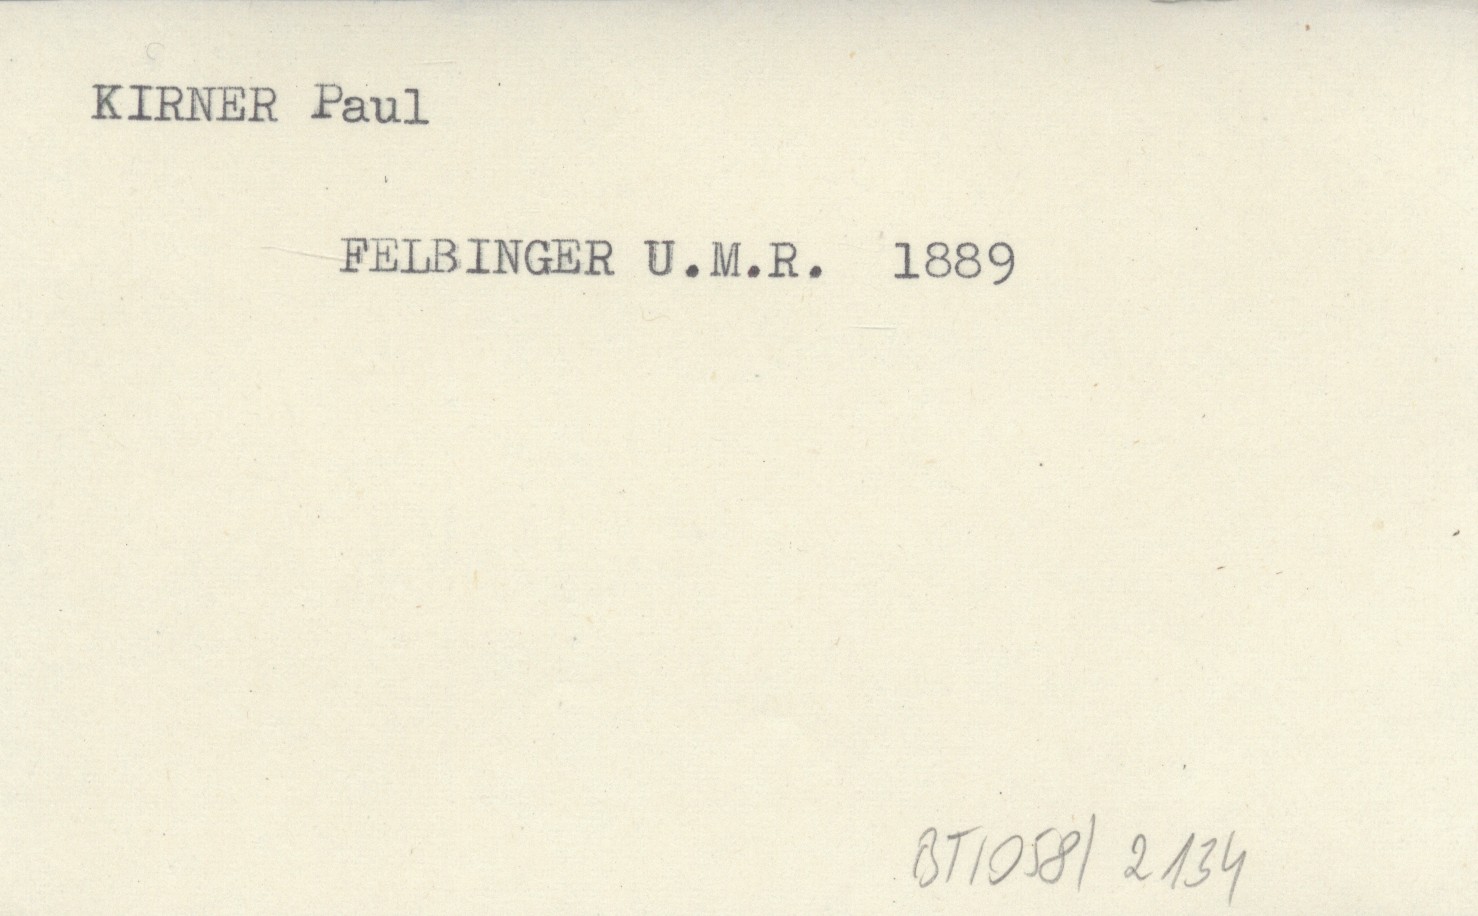 KIRNER Paul
FELBINGER U.M.R. 1889
BT1058/ 2134